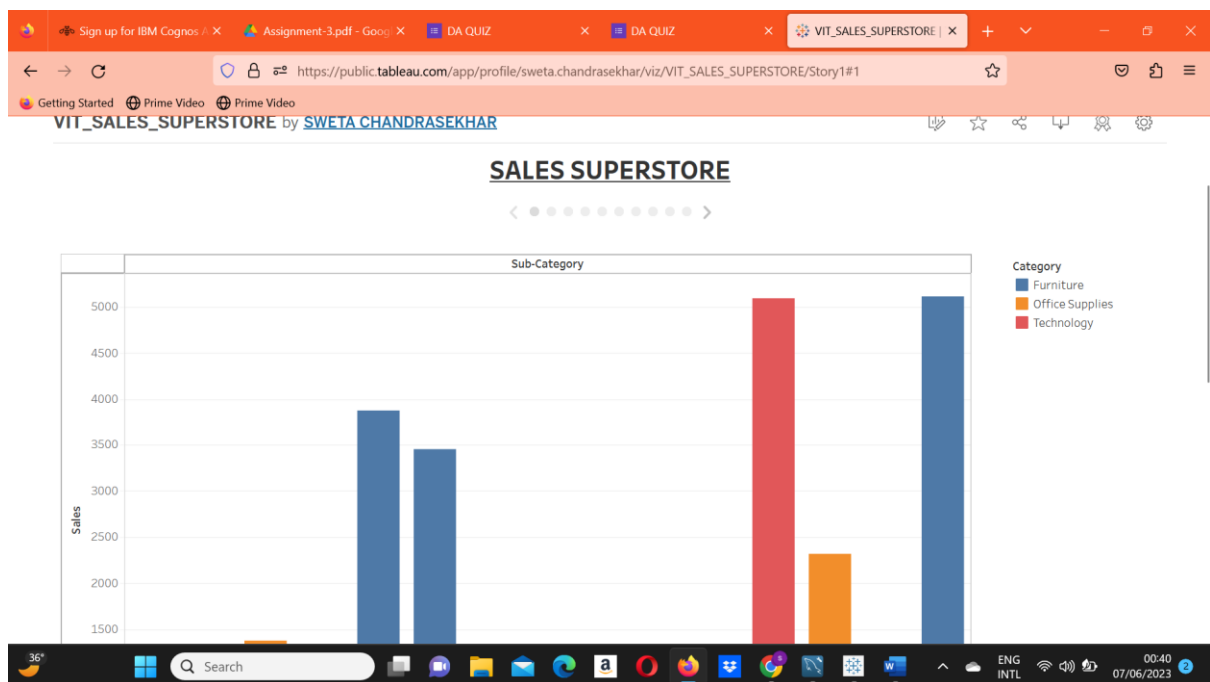 Sign up for IBM Cognos A
Assignment-3.pdf - Goog
DA QUIZ
DA QUIZ
VIT_SALES_SUPERSTORE |
https://public.tableau.com/app/profile/sweta.chandrasekhar/viz/VIT_SALES_SUPERSTORE/Story1#1
Getting Started Prime Video Prime Video
VIT_SALES_SUPERSTORE by SWETA CHANDRASEKHAR
SALES SUPERSTORE
Sub-Category
Category
Furniture
Office Supplies
Technology
5000
4500
4000
3500
3000
2500
2000
1500
Sales
36°
Search
a
W
ENG
INTL
00:40
07/06/2023
2